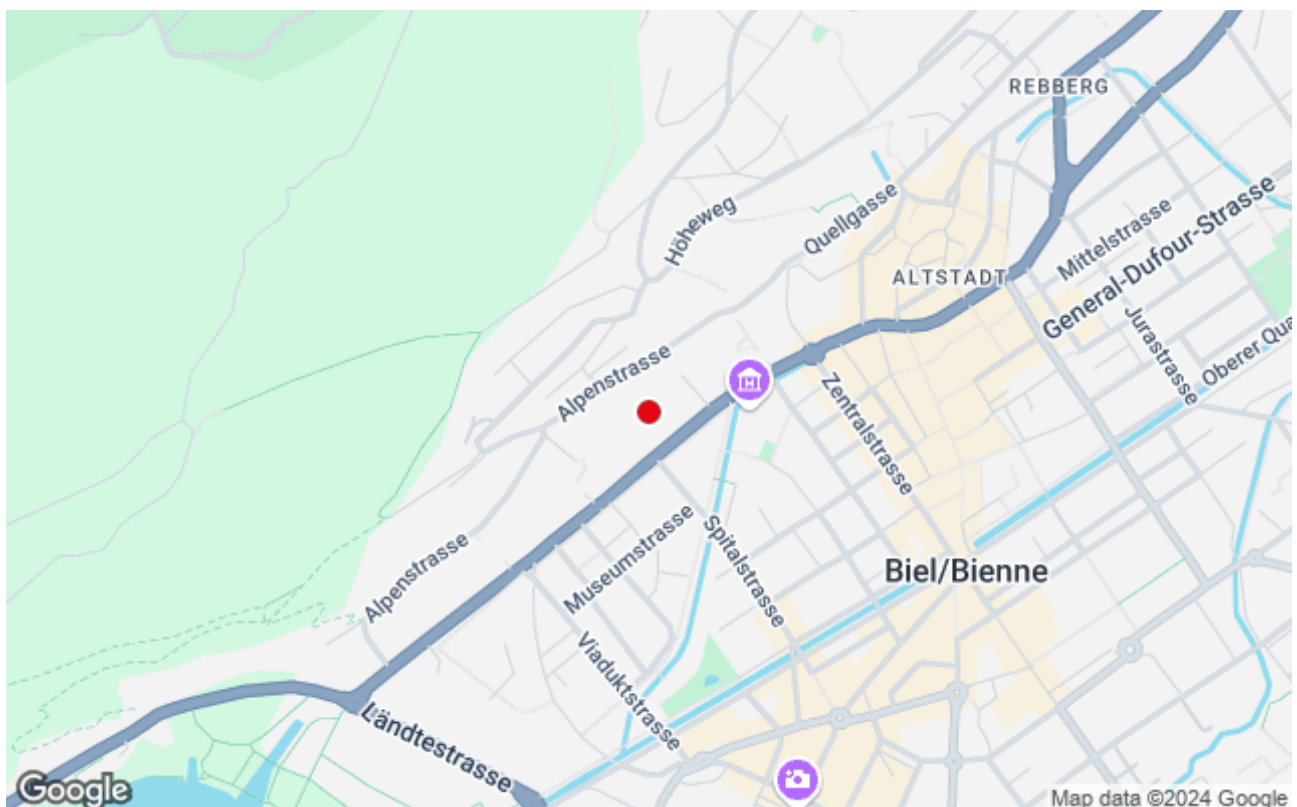 REBBERG
Höheweg
Quellgasse
Mittelstrasse
General-Dufour-Strasse
ALTSTADT
Jurastrasse
Oberer Qua
Alpenstrasse
Zentralstrasse
Museumstrasse
Spitalstrasse
Alpenstrasse
Biel/Bienne
Viaduktstrasse
Ländtestrasse
H
Google
Map data ©2024 Google